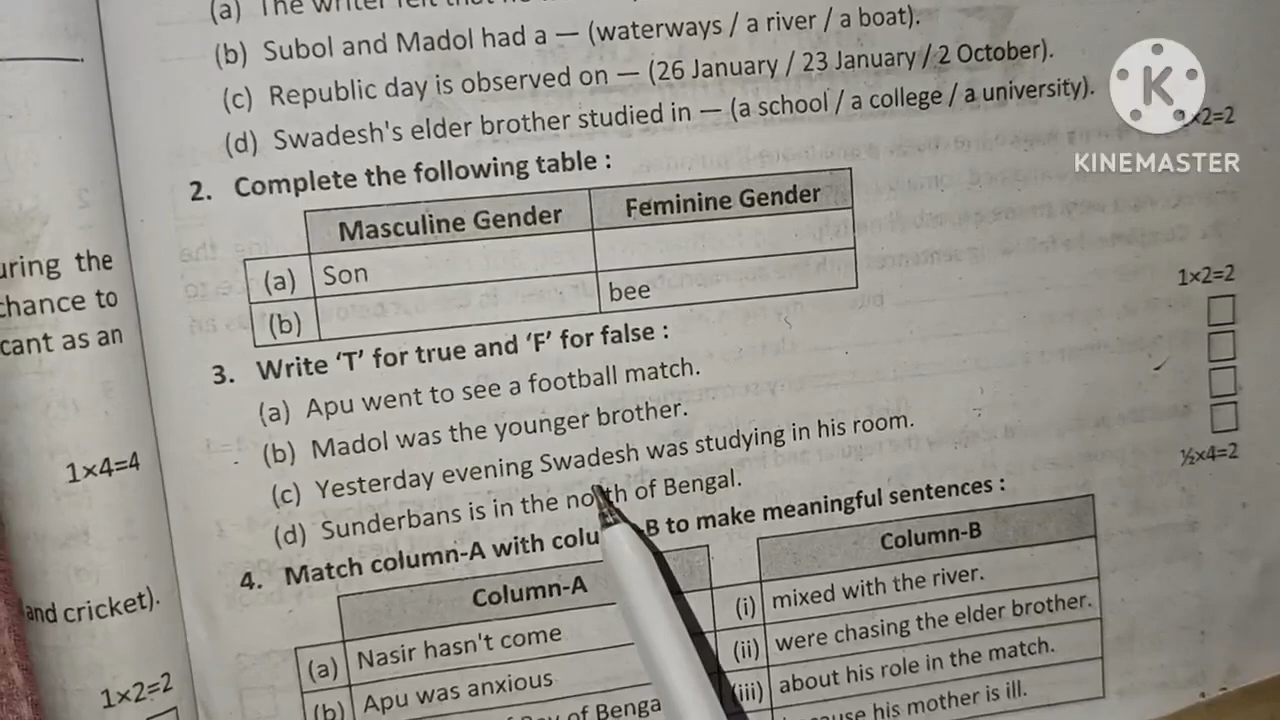 (a) The writer felt that
(b) Subol and Madol had a — (waterways / a river / a boat).
(c) Republic day is observed on — (26 January / 23 January / 2 October).
(d) Swadesh's elder brother studied in — (a school / a college / a university).
x2=2
K
KINEMASTER
2. Complete the following table :
Masculine Gender Feminine Gender
(a) Son
(b) bee
1×2=2
3. Write 'T' for true and 'F' for false :
(a) Apu went to see a football match.
(b) Madol was the younger brother.
(c) Yesterday evening Swadesh was studying in his room.
(d) Sunderbans is in the north of Bengal.
½×4=2
4. Match column-A with colu -B to make meaningful sentences :
Column-A Column-B
(a) Nasir hasn't come (i) mixed with the river.
(b) Apu was anxious (ii) were chasing the elder brother.
of Benga (iii) about his role in the match.
his mother is ill.
uring the
chance to
cant as an
1×4=4
and cricket).
1×2=2